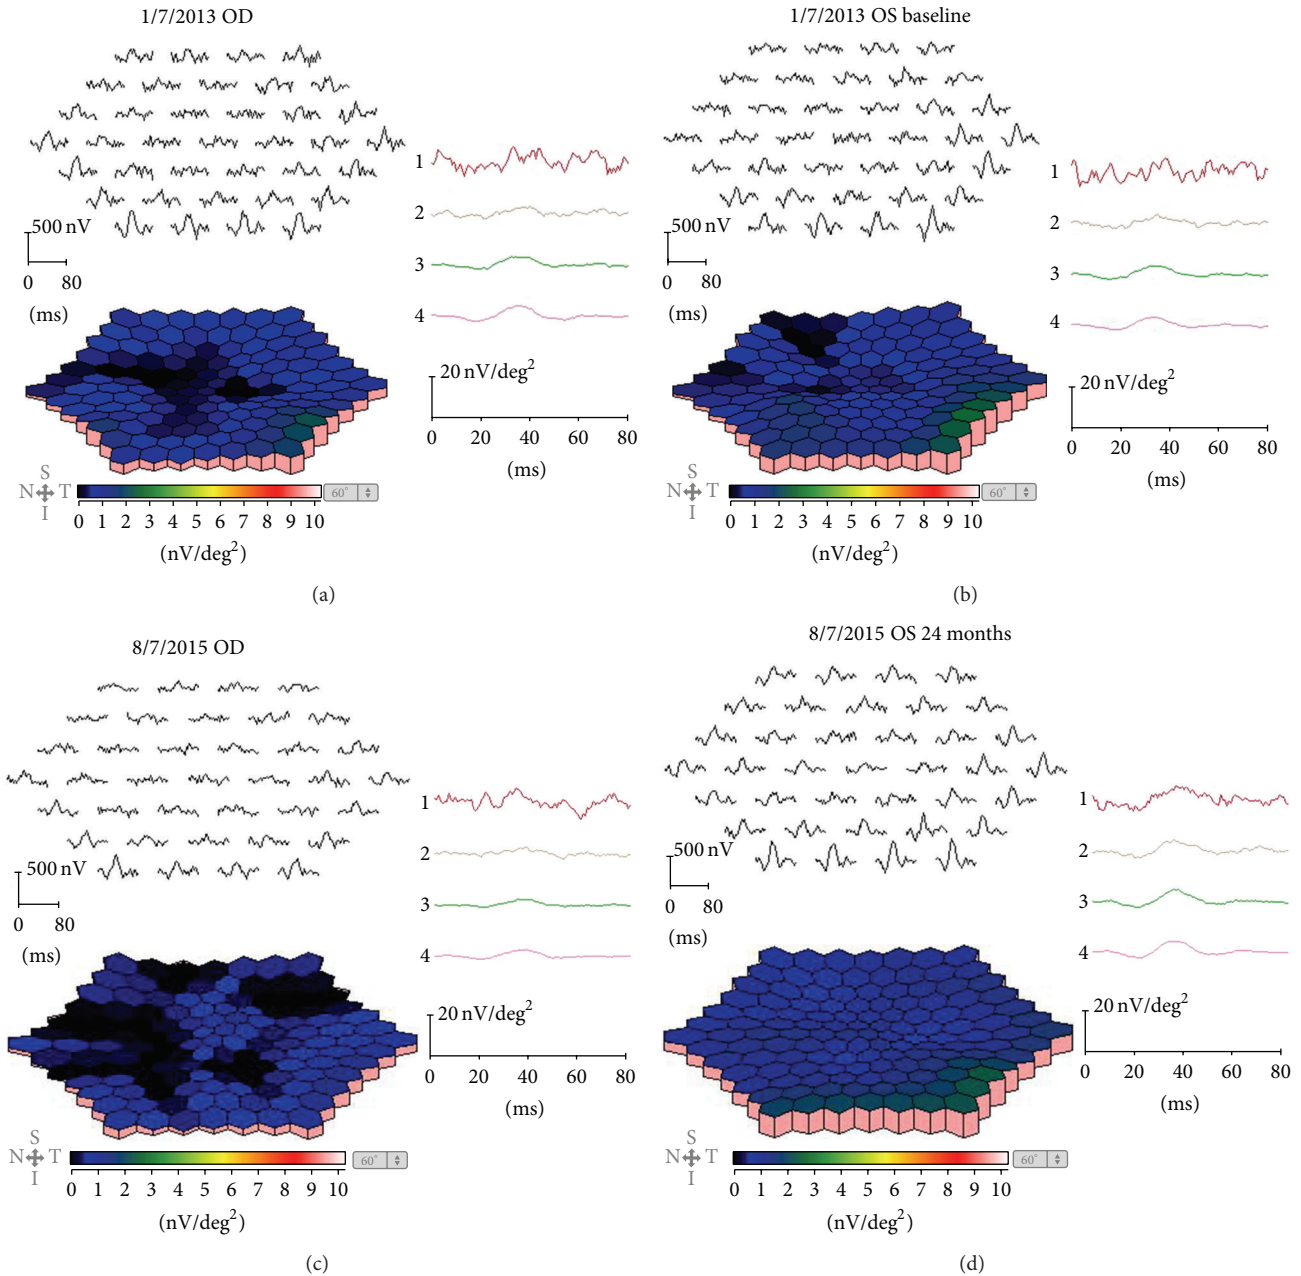 1/7/2013 OD
1
2
3
4
500 nV
0 80
(ms)
20 nV/deg²
0 20 40 60 80
(ms)
S
N T
I
60°
0 1 2 3 4 5 6 7 8 9 10
(nV/deg²)
(a)
1/7/2013 OS baseline
1
2
3
4
500 nV
0 80
(ms)
20 nV/deg²
0 20 40 60 80
(ms)
S
N T
I
60°
0 1 2 3 4 5 6 7 8 9 10
(nV/deg²)
(b)
8/7/2015 OD
1
2
3
4
500 nV
0 80
(ms)
20 nV/deg²
0 20 40 60 80
(ms)
S
N T
I
60°
0 1 2 3 4 5 6 7 8 9 10
(nV/deg²)
(c)
8/7/2015 OS 24 months
1
2
3
4
500 nV
0 80
(ms)
20 nV/deg²
0 20 40 60 80
(ms)
S
N T
I
60°
0 1 2 3 4 5 6 7 8 9 10
(nV/deg²)
(d)